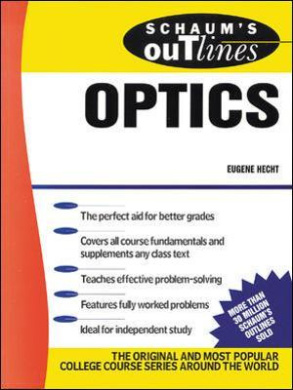 SCHAUM'S
ouTlines
OPTICS
EUGENE HECHT
The perfect aid for better grades
Covers all course fundamentals and
supplements any class text
Teaches effective problem-solving
Features fully worked problems
Ideal for independent study
MORE THAN
30 MILLION
SCHAUM'S
OUTLINES
SOLD
THE ORIGINAL AND MOST POPULAR
COLLEGE COURSE SERIES AROUND THE WORLD